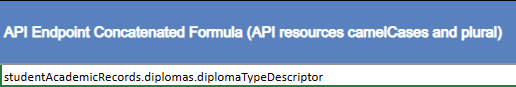 API Endpoint Concatenated Formula (API resources camelCases and plural)
studentAcademicRecords.diplomas.diplomaTypeDescriptor